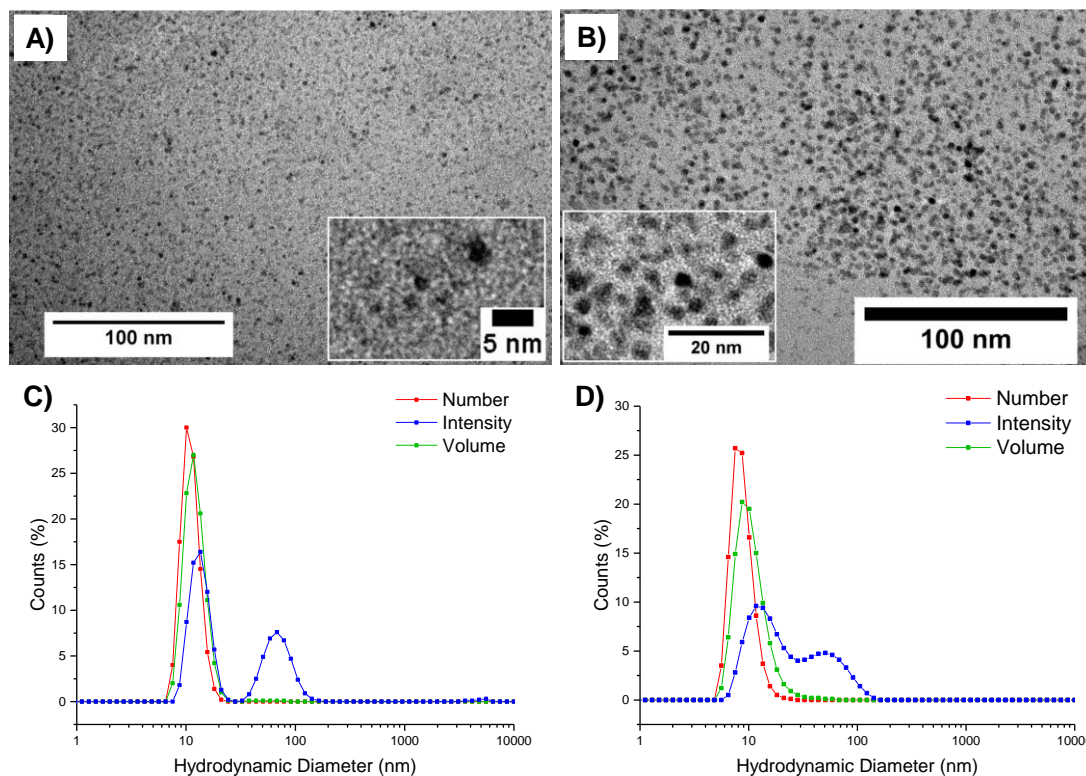 A)
100 nm
5 nm
B)
20 nm
100 nm
C)
Number
Intensity
Volume
30
25
20
15
10
5
0
Counts (%)
1
10
100
1000
10000
Hydrodynamic Diameter (nm)
D)
Number
Intensity
Volume
30
25
20
15
10
5
0
Counts (%)
1
10
100
1000
10000
Hydrodynamic Diameter (nm)